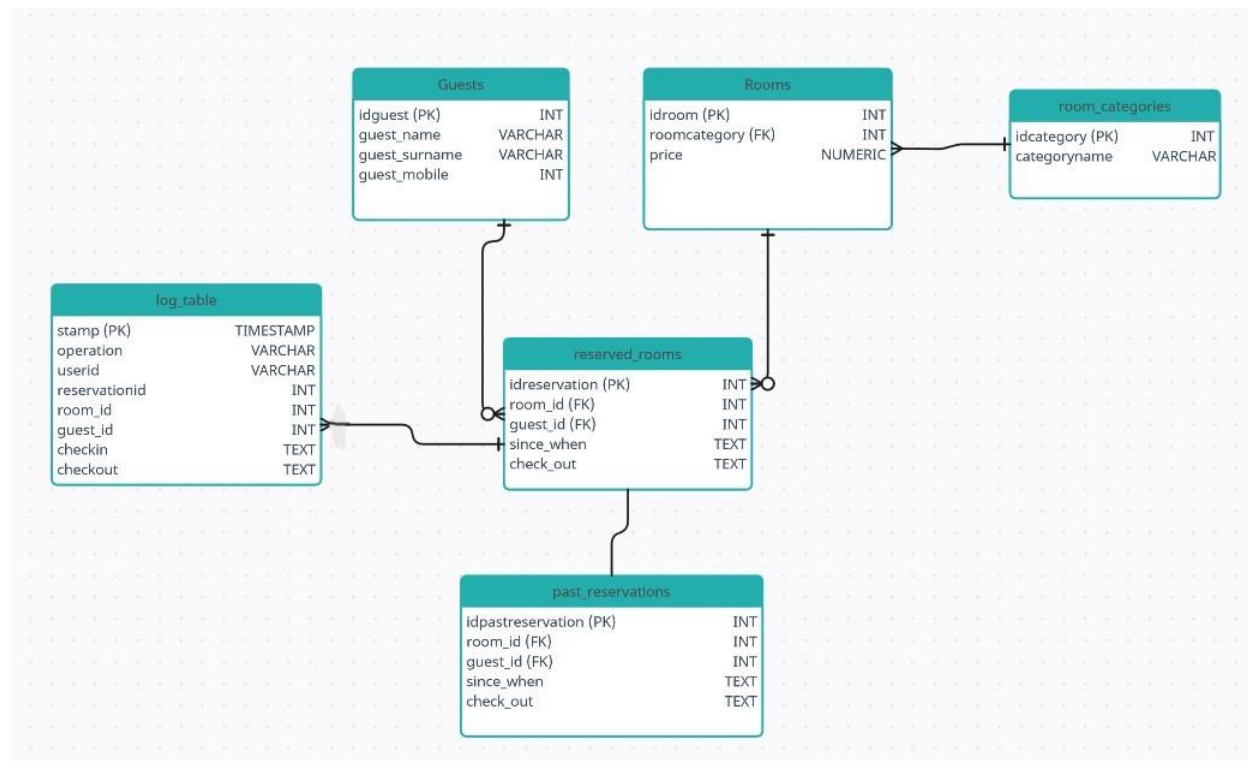 Guests
idguest (PK) INT
guest_name VARCHAR
guest_surname VARCHAR
guest_mobile INT
Rooms
idroom (PK) INT
roomcategory (FK) INT
price NUMERIC
room_categories
idcategory (PK) INT
categoryname VARCHAR
log_table
stamp (PK) TIMESTAMP
operation VARCHAR
userid VARCHAR
reservationid INT
room_id INT
guest_id INT
checkin TEXT
checkout TEXT
reserved_rooms
idreservation (PK) INT
room_id (FK) INT
guest_id (FK) INT
since_when TEXT
check_out TEXT
past_reservations
idpastreservation (PK) INT
room_id (FK) INT
guest_id (FK) INT
since_when TEXT
check_out TEXT